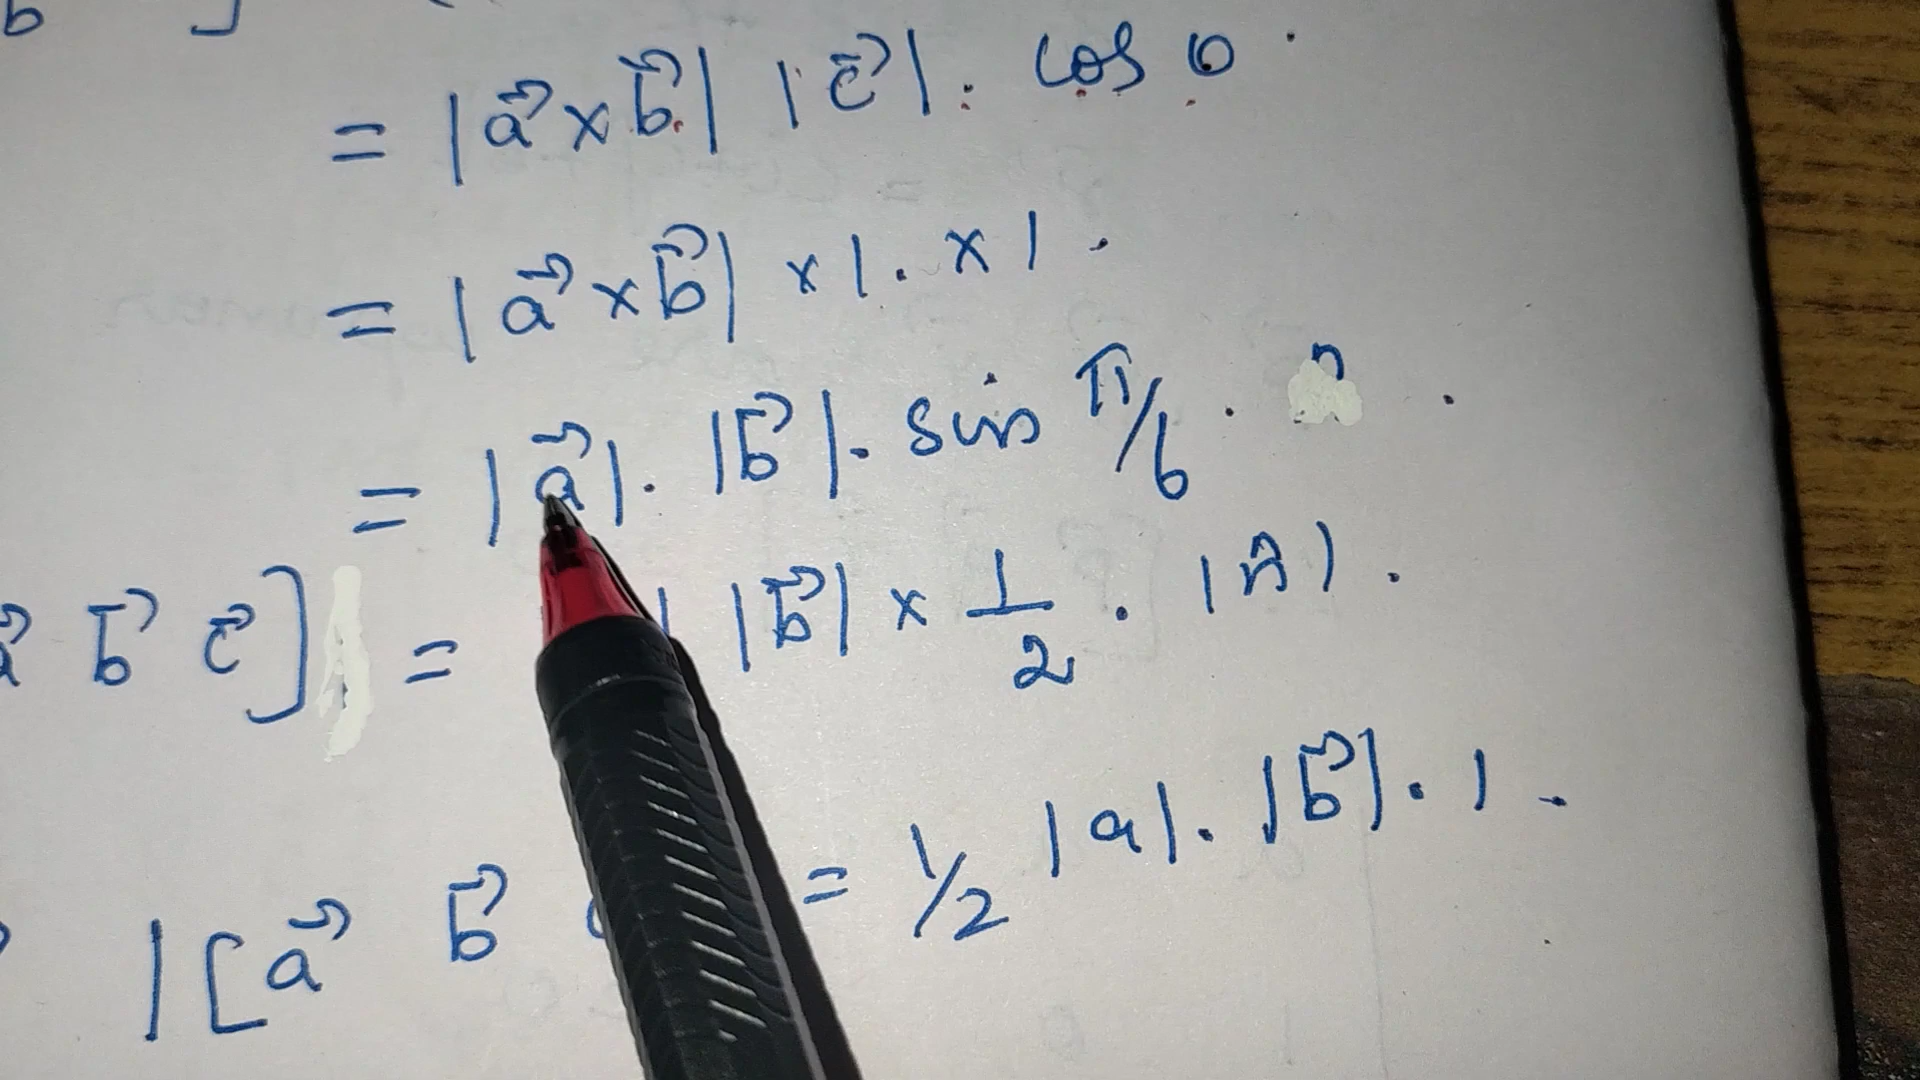 b ]
= |a⃗ × b⃗| |c⃗| . cos 0 .
= |a⃗ × b⃗| × 1 . × 1 .
= |a⃗| . |b⃗| . sin π/6 . .
a⃗ b⃗ c⃗] = | |b⃗| × 1/2 . |n̂| .
|[a⃗ b⃗ = 1/2 |a| . |b⃗| . 1 .